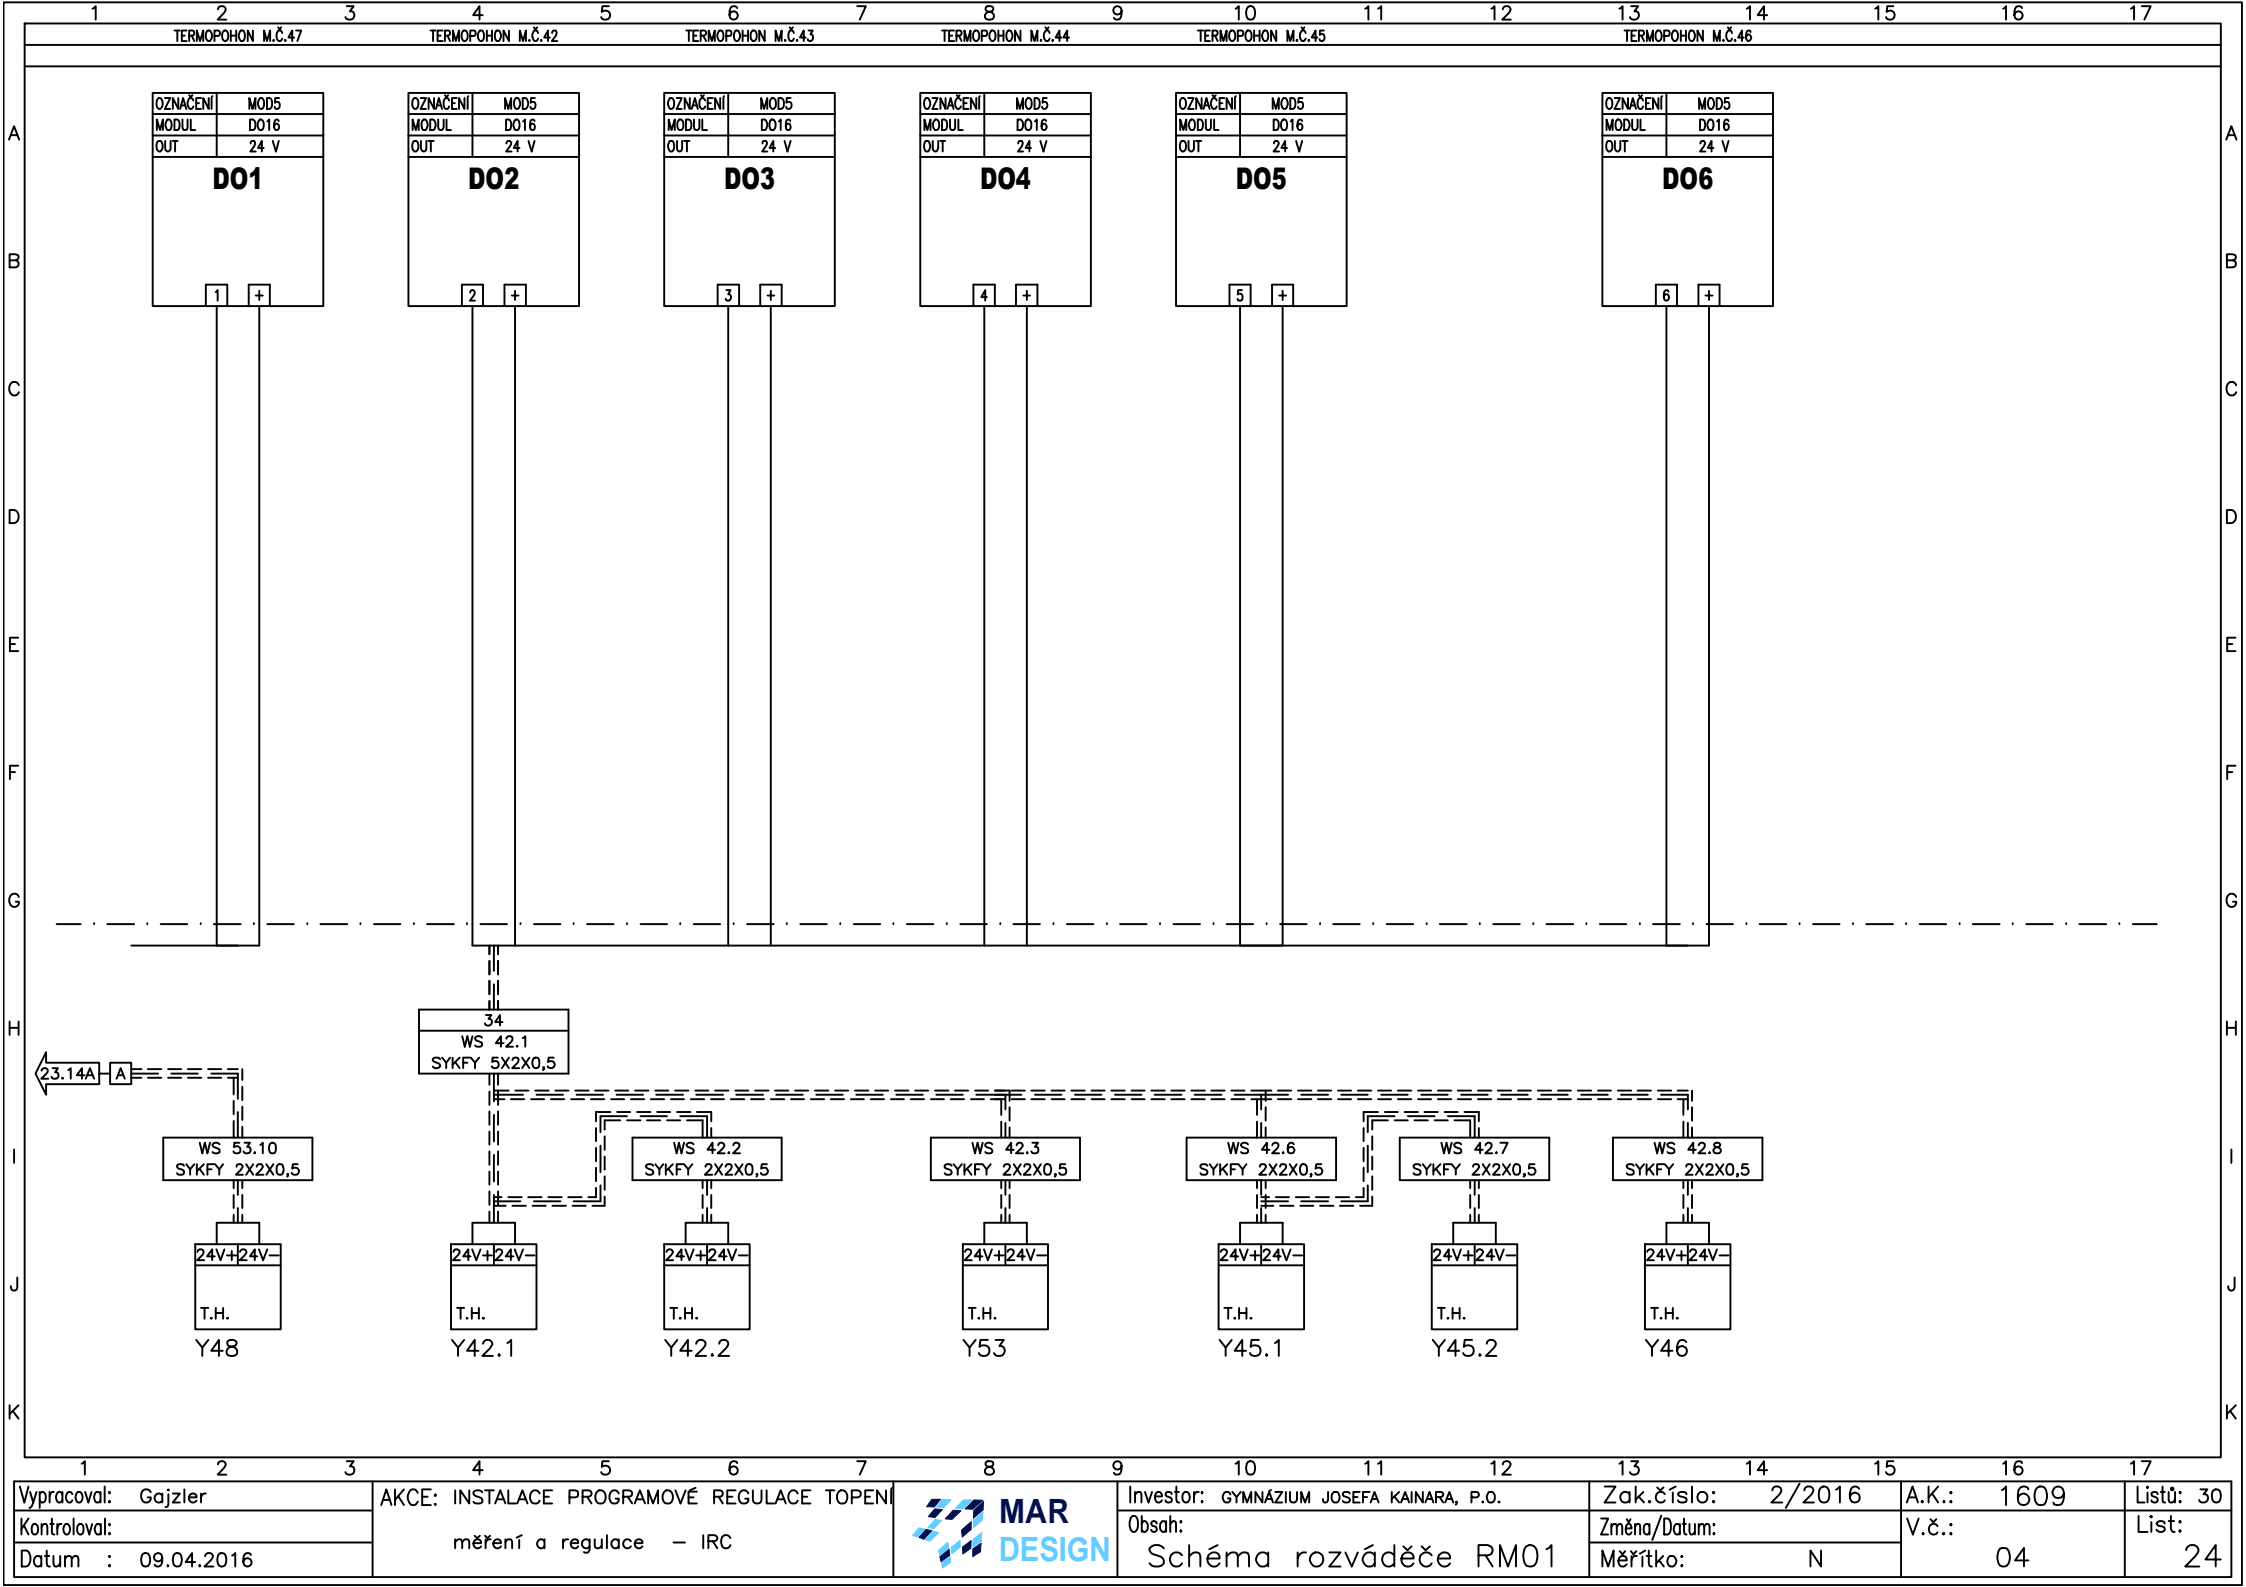 1 2 3 4 5 6 7 8 9 10 11 12 13 14 15 16 17
TERMOPOHON M.Č.47 TERMOPOHON M.Č.42 TERMOPOHON M.Č.43 TERMOPOHON M.Č.44 TERMOPOHON M.Č.45 TERMOPOHON M.Č.46
OZNAČENÍ MOD5 OZNAČENÍ MOD5 OZNAČENÍ MOD5 OZNAČENÍ MOD5 OZNAČENÍ MOD5 OZNAČENÍ MOD5
A MODUL DO16 MODUL DO16 MODUL DO16 MODUL DO16 MODUL DO16 MODUL DO16 A
OUT 24 V OUT 24 V OUT 24 V OUT 24 V OUT 24 V OUT 24 V
DO1 DO2 DO3 DO4 DO5 DO6
B B
1 + 2 + 3 + 4 + 5 + 6 +
C C
D D
E E
F F
G G
34
H H
WS 42.1
SYKFY 5X2X0,5
23.14A A
WS 53.10 WS 42.2 WS 42.3 WS 42.6 WS 42.7 WS 42.8
I I
SYKFY 2X2X0,5 SYKFY 2X2X0,5 SYKFY 2X2X0,5 SYKFY 2X2X0,5 SYKFY 2X2X0,5 SYKFY 2X2X0,5
24V+ 24V- 24V+ 24V- 24V+ 24V- 24V+ 24V- 24V+ 24V- 24V+ 24V- 24V+ 24V-
J J
T.H. T.H. T.H. T.H. T.H. T.H. T.H.
Y48 Y42.1 Y42.2 Y53 Y45.1 Y45.2 Y46
K K
1 2 3 4 5 6 7 8 9 10 11 12 13 14 15 16 17
Vypracoval: Gajzler
Kontroloval:
Datum : 09.04.2016
AKCE: INSTALACE PROGRAMOVÉ REGULACE TOPENÍ
měření a regulace – IRC
MAR
DESIGN
Investor: GYMNÁZIUM JOSEFA KAINARA, P.O.
Obsah:
Schéma rozváděče RM01
Zak.číslo: 2/2016
Změna/Datum:
Měřítko: N
A.K.: 1609
V.č.:
04
Listů: 30
List:
24